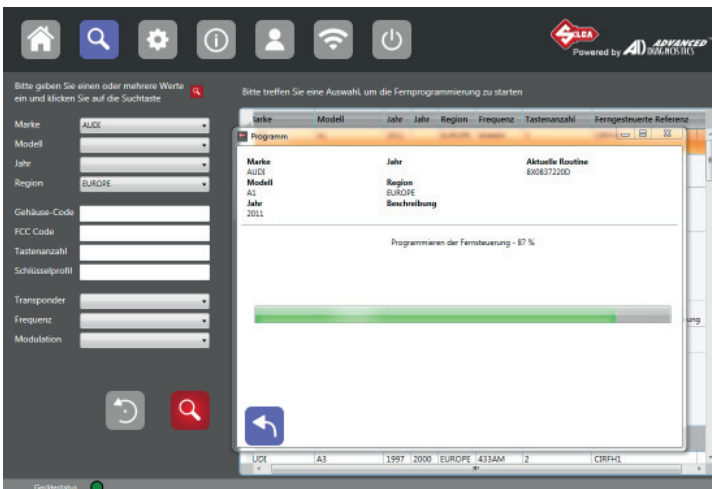 SILCA
Powered by AD ADVANCED DIAGNOSTICS
Bitte geben Sie einen oder mehrere Werte
ein und klicken Sie auf die Suchtaste
Marke AUDI
Modell
Jahr
Region EUROPE
Gehäuse-Code
FCC Code
Tastenanzahl
Schlüsselprofil
Transponder
Frequenz
Modulation
Gerätestatus
Bitte treffen Sie eine Auswahl, um die Fernprogrammierung zu starten
arke Modell Jahr Jahr Region Frequenz Tastenanzahl Ferngesteuerte Referenz
Programm
Marke Jahr Aktuelle Routine
AUDI 8X0837220D
Modell Region
A1 EUROPE
Jahr Beschreibung
2011
Programmieren der Fernsteuerung - 87 %
ung
UDI A3 1997 2000 EUROPE 433AM 2 CIRFH1